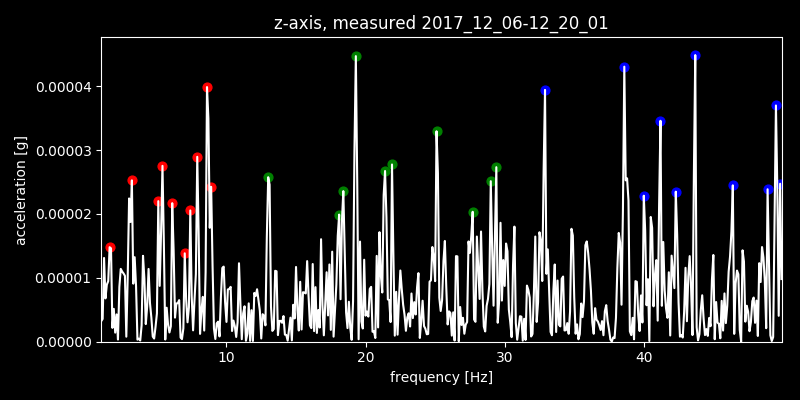 z-axis, measured 2017_12_06-12_20_01
acceleration [g]
0.00004
0.00003
0.00002
0.00001
0.00000
10 20 30 40
frequency [Hz]